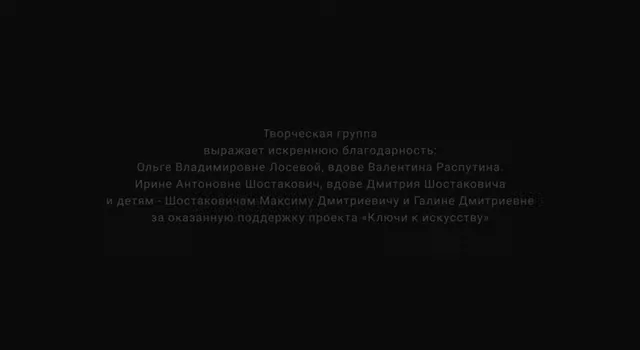 Творческая группа
выражает искреннюю благодарность:
Ольге Владимировне Лосевой, вдове Валентина Распутина.
Ирине Антоновне Шостакович, вдове Дмитрия Шостаковича
и детям - Шостаковичам Максиму Дмитриевичу и Галине Дмитриевне
за оказанную поддержку проекта «Ключи к искусству»